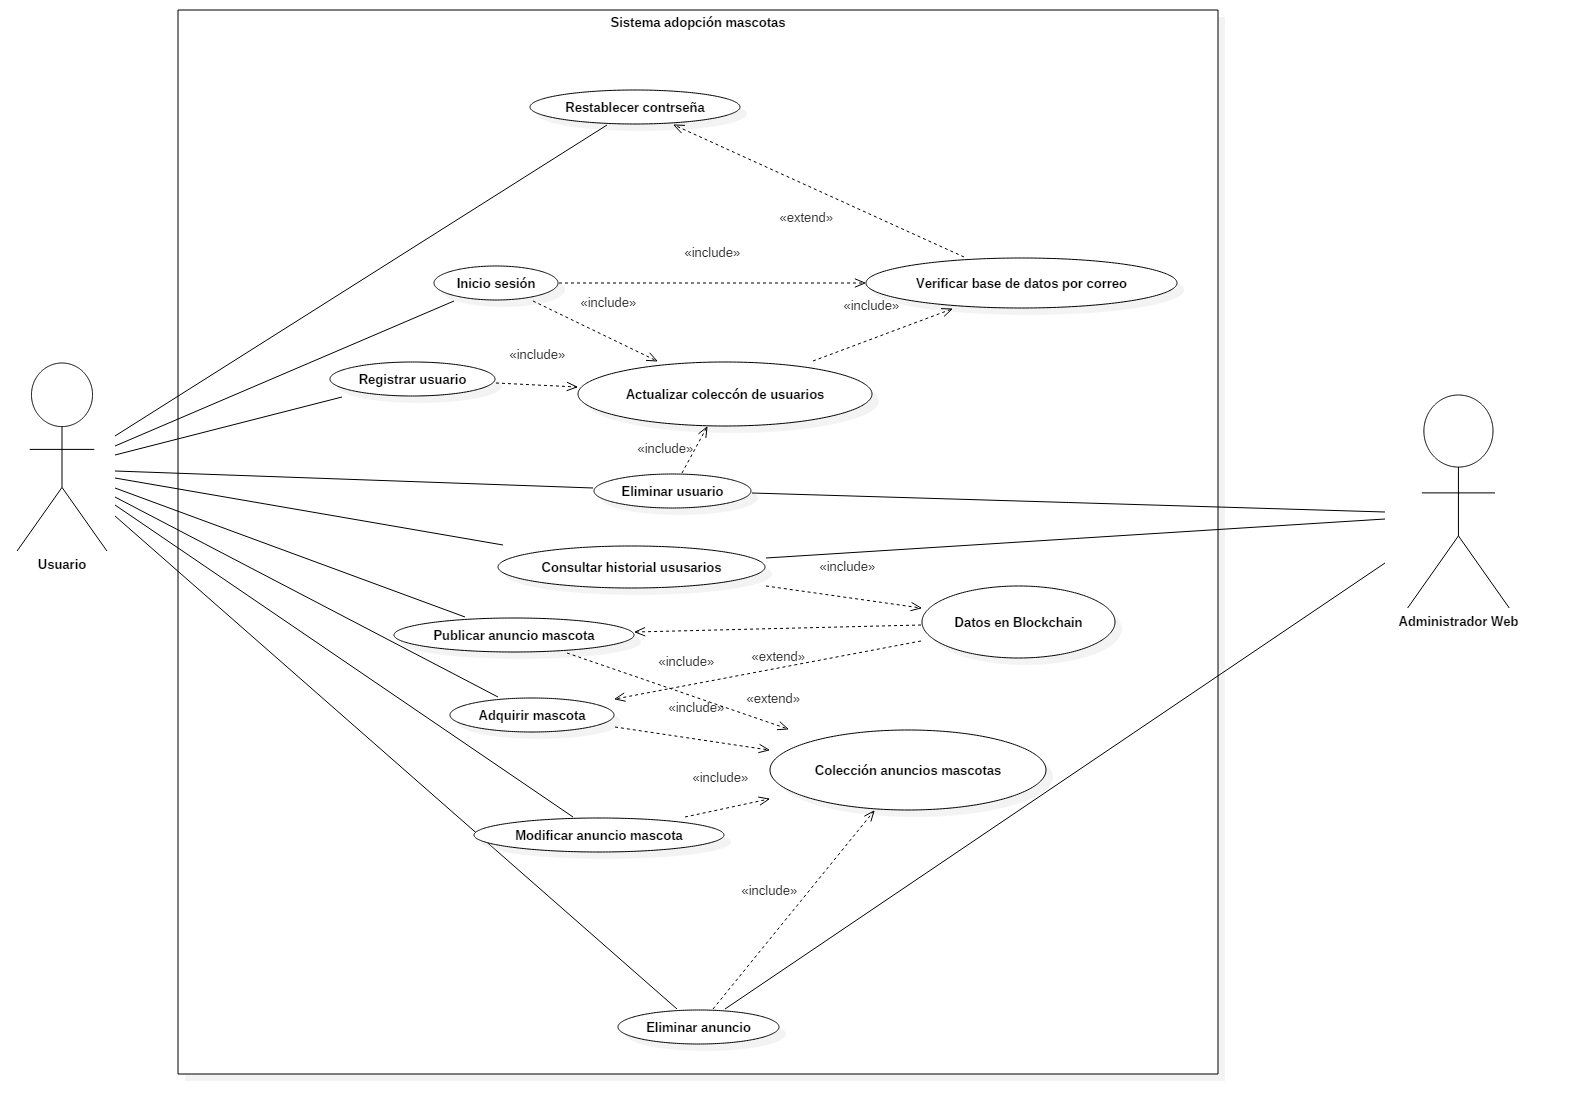 Sistema adopción mascotas
Restablecer contrseña
«extend»
«include»
Inicio sesión
Verificar base de datos por correo
«include»
«include»
«include»
Registrar usuario
Actualizar coleccón de usuarios
«include»
Eliminar usuario
Usuario
Consultar historial ususarios
«include»
Datos en Blockchain
Administrador Web
Publicar anuncio mascota
«include»
«extend»
«extend»
«include»
Adquirir mascota
Colección anuncios mascotas
«include»
Modificar anuncio mascota
«include»
Eliminar anuncio